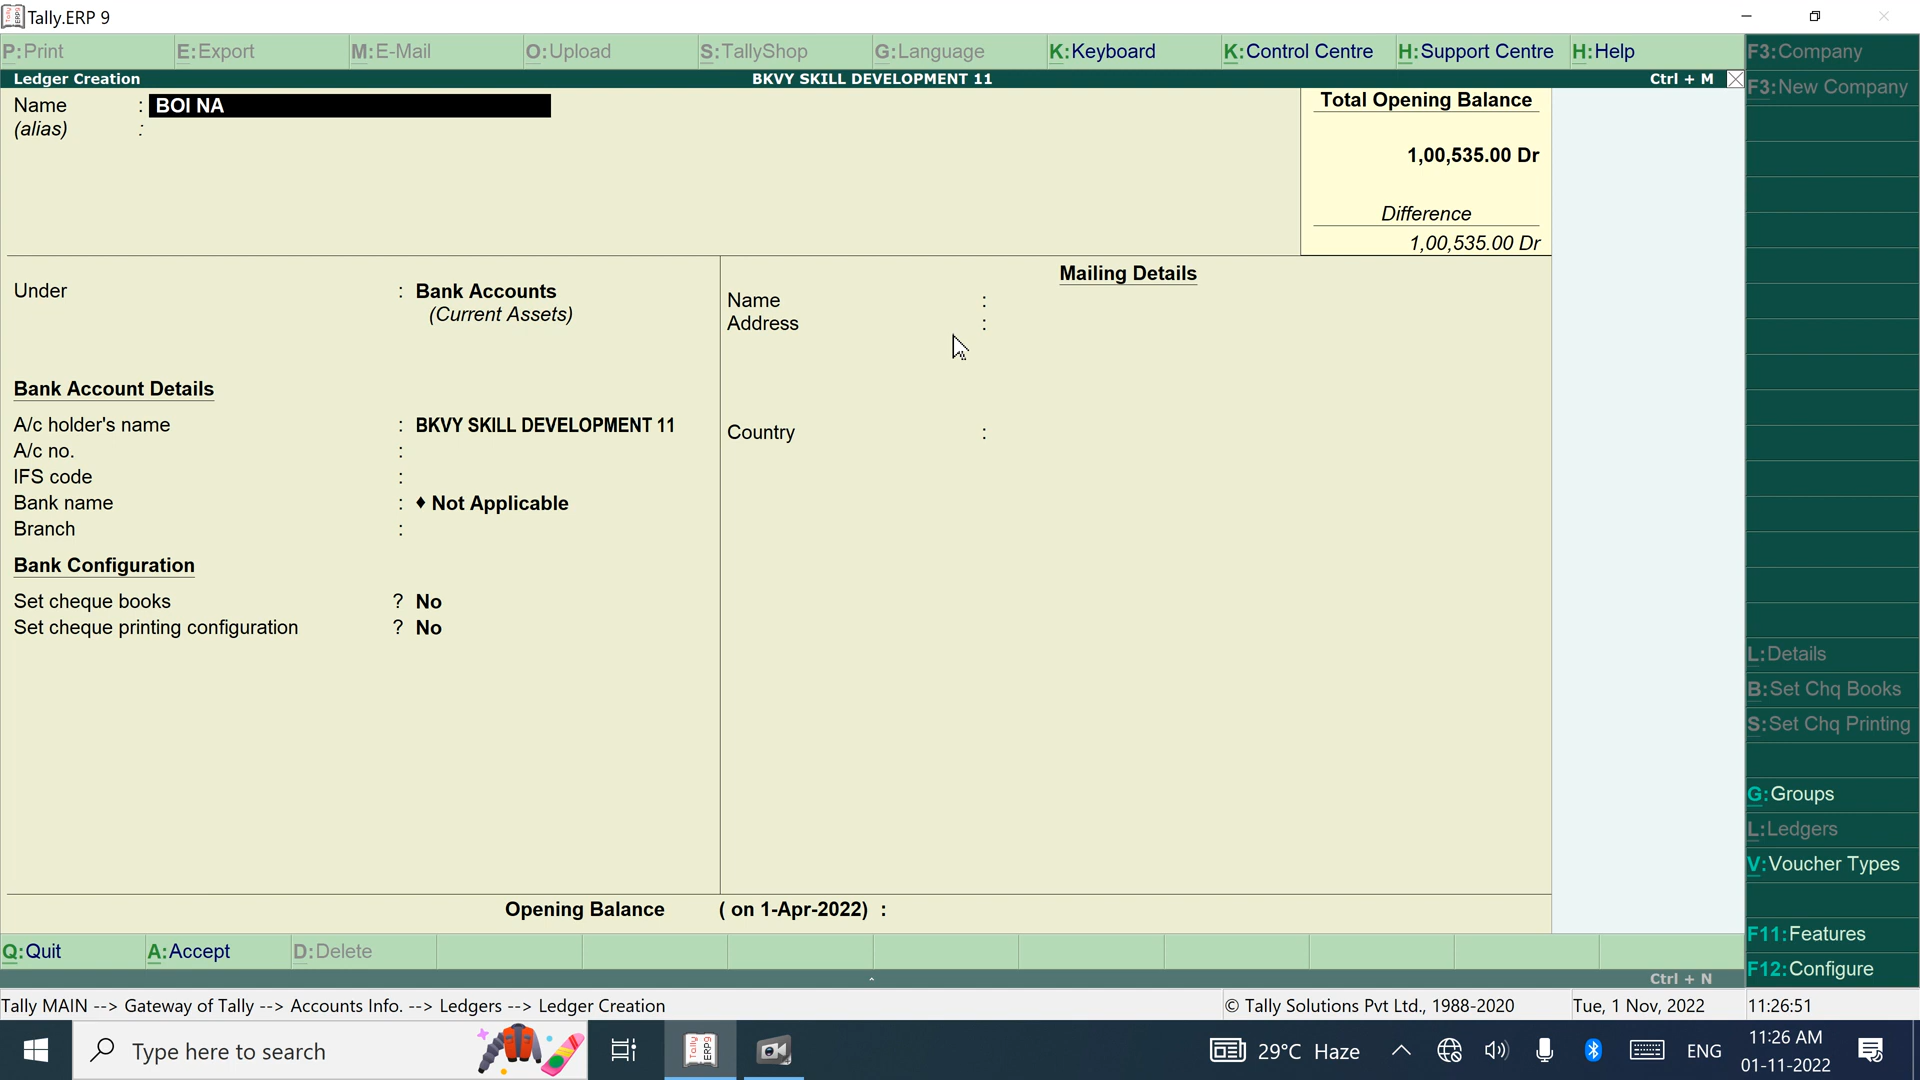 Tally.ERP 9
P:Print E:Export M:E-Mail O:Upload S:TallyShop G:Language K:Keyboard K:Control Centre H:Support Centre H:Help F3:Company
Ledger Creation BKVY SKILL DEVELOPMENT 11 Ctrl + M
F3:New Company
Name : BOI NA
(alias) :
Total Opening Balance
1,00,535.00 Dr
Difference
1,00,535.00 Dr
Under : Bank Accounts
(Current Assets)
Bank Account Details
A/c holder's name : BKVY SKILL DEVELOPMENT 11
A/c no. :
IFS code :
Bank name : ♦ Not Applicable
Branch :
Bank Configuration
Set cheque books ? No
Set cheque printing configuration ? No
Mailing Details
Name :
Address :
Country :
L:Details
B:Set Chq Books
S:Set Chq Printing
G:Groups
L:Ledgers
V:Voucher Types
F11:Features
F12:Configure
Opening Balance ( on 1-Apr-2022) :
Q:Quit A:Accept D:Delete
Ctrl + N
Tally MAIN --> Gateway of Tally --> Accounts Info. --> Ledgers --> Ledger Creation © Tally Solutions Pvt Ltd., 1988-2020 Tue, 1 Nov, 2022 11:26:51
Type here to search
Tally ERP9
29°C Haze
ENG
11:26 AM
01-11-2022